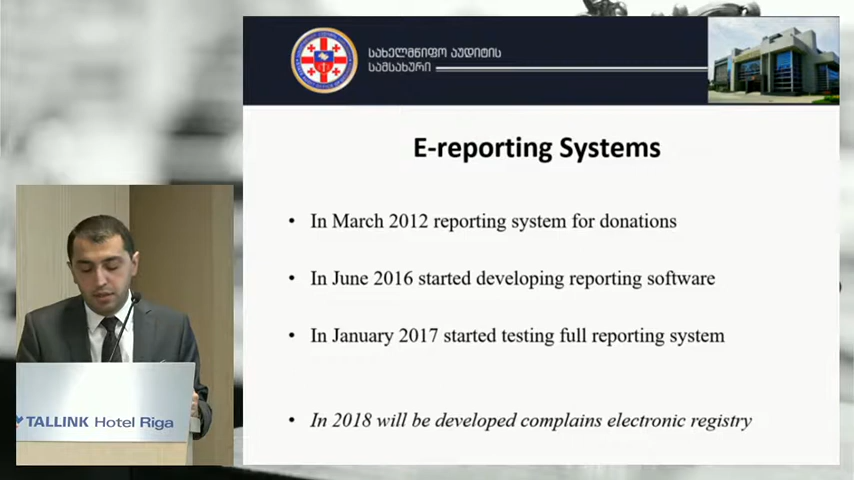 სახელმწიფო აუდიტის
სამსახური
E-reporting Systems
• In March 2012 reporting system for donations
• In June 2016 started developing reporting software
• In January 2017 started testing full reporting system
• In 2018 will be developed complains electronic registry
TALLINK Hotel Riga